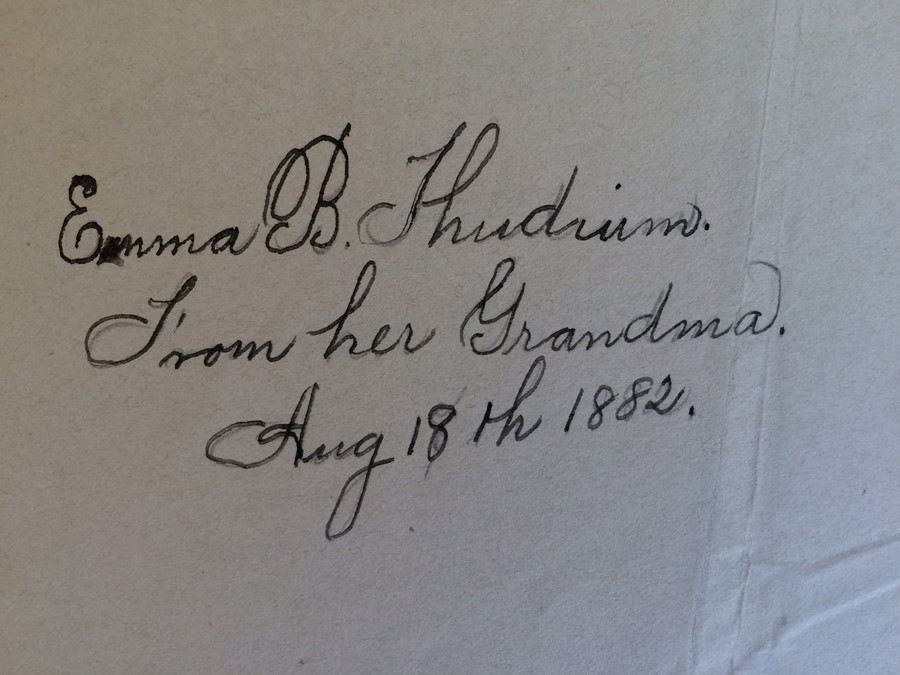 Emma B. Thudium.
From her Grandma.
Aug 18th 1882.